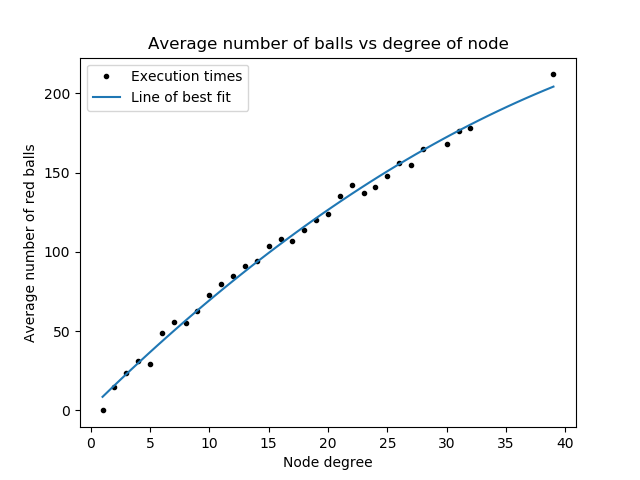 Average number of balls vs degree of node
Execution times
Line of best fit
Average number of red balls
200
150
100
50
0
0 5 10 15 20 25 30 35 40
Node degree